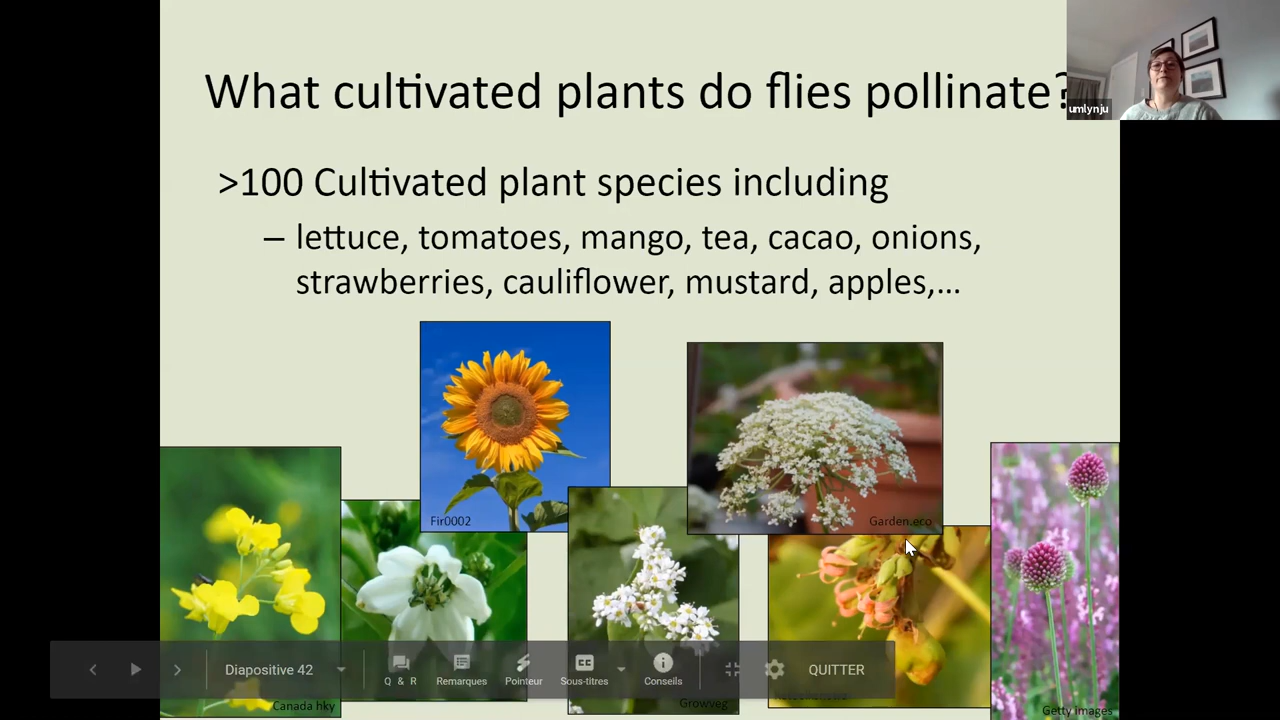 What cultivated plants do flies pollinate?
umlynju
>100 Cultivated plant species including
– lettuce, tomatoes, mango, tea, cacao, onions,
strawberries, cauliflower, mustard, apples,…
Fir0002
Garden.eco
Diapositive 42
Q & R
Remarques
Pointeur
CC
Sous-titres
Conseils
QUITTER
Canada hky
Growveg
Getty images